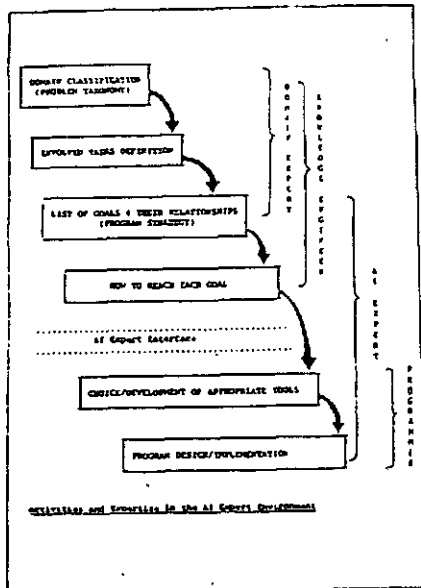 DOMAIN CLASSIFICATION
(PROBLEM TAXONOMY)
INVOLVED TASKS DEFINITION
LIST OF GOALS & THEIR RELATIONSHIPS
(PROGRAM STRATEGY)
HOW TO REACH EACH GOAL
AI Expert Interface
CHOICE/DEVELOPMENT OF APPROPRIATE TOOLS
PROGRAM DESIGN/IMPLEMENTATION
DOMAIN EXPERT
KNOWLEDGE ENGINEER
AI EXPERT
PROGRAMMER
Activities and Expertise in the AI Expert Environment